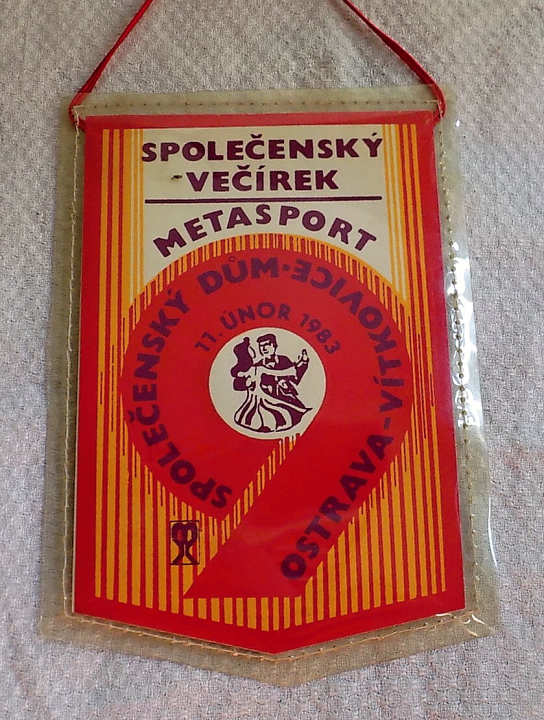 SPOLEČENSKÝ
VEČÍREK
METASPORT
SPOLEČENSKÝ DŮM·
OSTRAVA-VÍTKOVICE
11. ÚNOR 1983